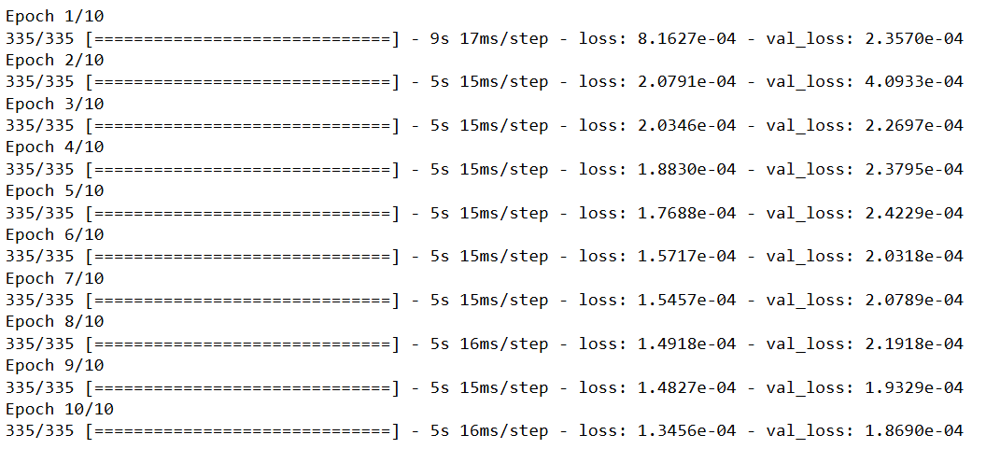 Epoch 1/10
335/335 [==============================] - 9s 17ms/step - loss: 8.1627e-04 - val_loss: 2.3570e-04
Epoch 2/10
335/335 [==============================] - 5s 15ms/step - loss: 2.0791e-04 - val_loss: 4.0933e-04
Epoch 3/10
335/335 [==============================] - 5s 15ms/step - loss: 2.0346e-04 - val_loss: 2.2697e-04
Epoch 4/10
335/335 [==============================] - 5s 15ms/step - loss: 1.8830e-04 - val_loss: 2.3795e-04
Epoch 5/10
335/335 [==============================] - 5s 15ms/step - loss: 1.7688e-04 - val_loss: 2.4229e-04
Epoch 6/10
335/335 [==============================] - 5s 15ms/step - loss: 1.5717e-04 - val_loss: 2.0318e-04
Epoch 7/10
335/335 [==============================] - 5s 15ms/step - loss: 1.5457e-04 - val_loss: 2.0789e-04
Epoch 8/10
335/335 [==============================] - 5s 16ms/step - loss: 1.4918e-04 - val_loss: 2.1918e-04
Epoch 9/10
335/335 [==============================] - 5s 15ms/step - loss: 1.4827e-04 - val_loss: 1.9329e-04
Epoch 10/10
335/335 [==============================] - 5s 16ms/step - loss: 1.3456e-04 - val_loss: 1.8690e-04